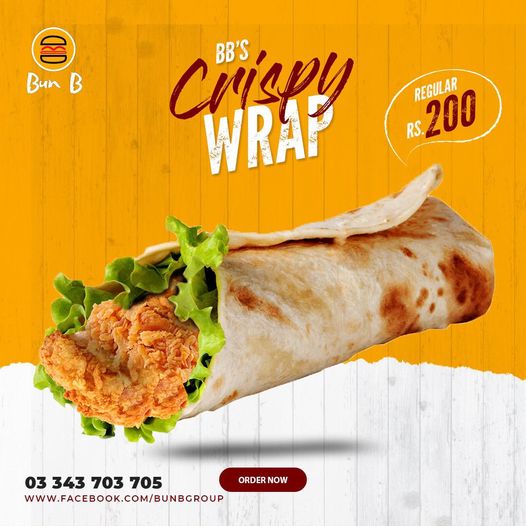 Bun B
BB'S
Crispy
WRAP
REGULAR
RS.200
03 343 703 705
ORDER NOW
WWW.FACEBOOK.COM/BUNBGROUP